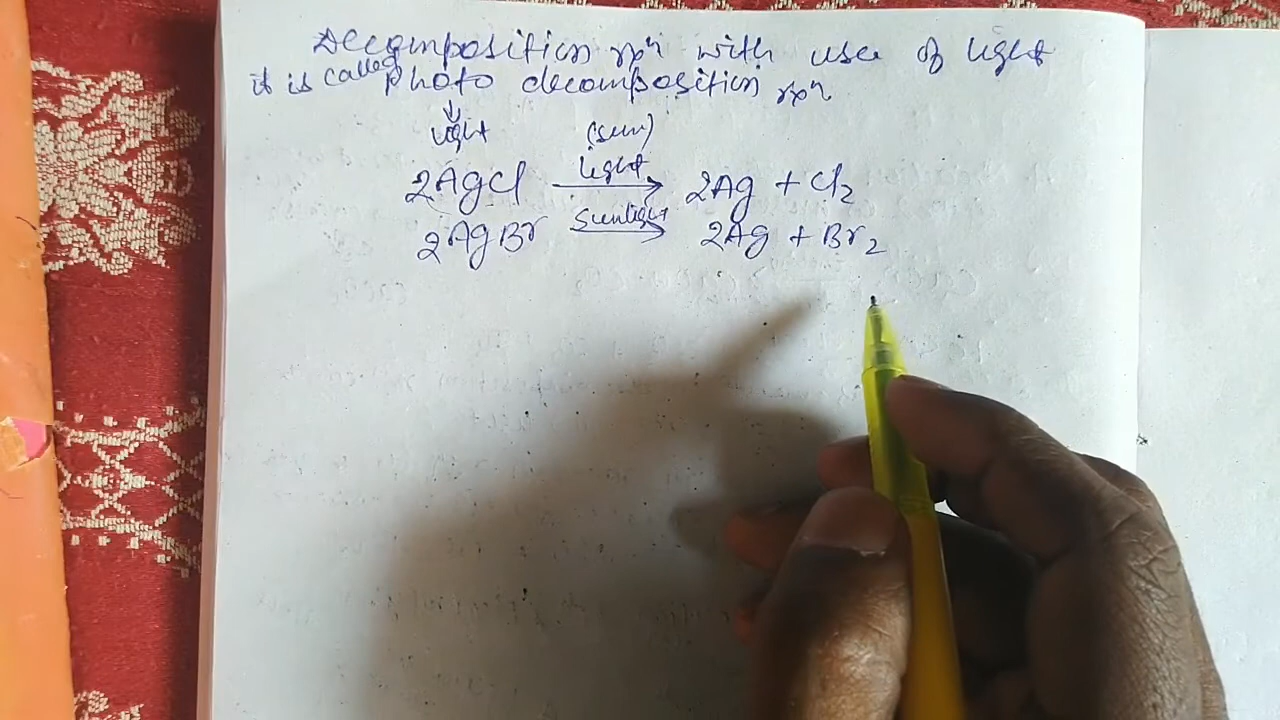 Decomposition rxⁿ with use of light
it is called photo decomposition rxⁿ
↓
light (sun)
light
2AgCl → 2Ag + Cl₂
Sunlight
2AgBr → 2Ag + Br₂